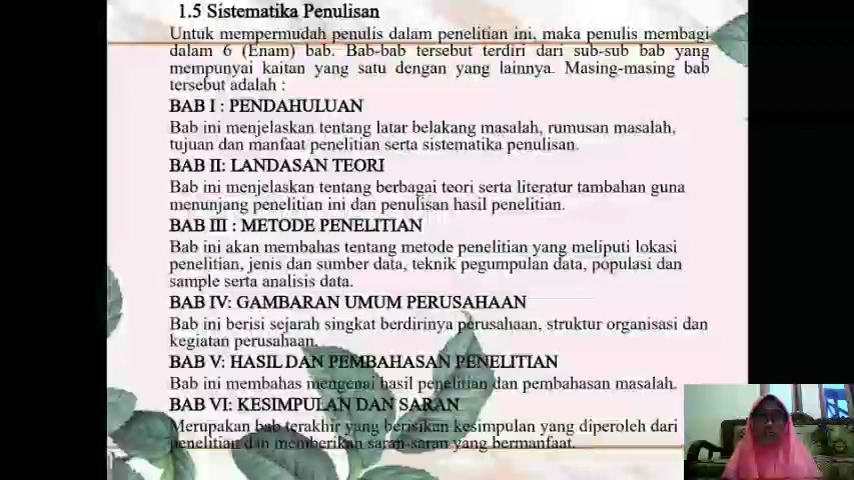 1.5 Sistematika Penulisan
Untuk mempermudah penulis dalam penelitian ini, maka penulis membagi
dalam 6 (Enam) bab. Bab-bab tersebut terdiri dari sub-sub bab yang
mempunyai kaitan yang satu dengan yang lainnya. Masing-masing bab
tersebut adalah :
BAB I : PENDAHULUAN
Bab ini menjelaskan tentang latar belakang masalah, rumusan masalah,
tujuan dan manfaat penelitian serta sistematika penulisan.
BAB II: LANDASAN TEORI
Bab ini menjelaskan tentang berbagai teori serta literatur tambahan guna
menunjang penelitian ini dan penulisan hasil penelitian.
BAB III : METODE PENELITIAN
Bab ini akan membahas tentang metode penelitian yang meliputi lokasi
penelitian, jenis dan sumber data, teknik pegumpulan data, populasi dan
sample serta analisis data.
BAB IV: GAMBARAN UMUM PERUSAHAAN
Bab ini berisi sejarah singkat berdirinya perusahaan, struktur organisasi dan
kegiatan perusahaan.
BAB V: HASIL DAN PEMBAHASAN PENELITIAN
Bab ini membahas mengenai hasil penelitian dan pembahasan masalah.
BAB VI: KESIMPULAN DAN SARAN
Merupakan bab terakhir yang berisikan kesimpulan yang diperoleh dari
penelitian dan memberikan saran-saran yang bermanfaat.